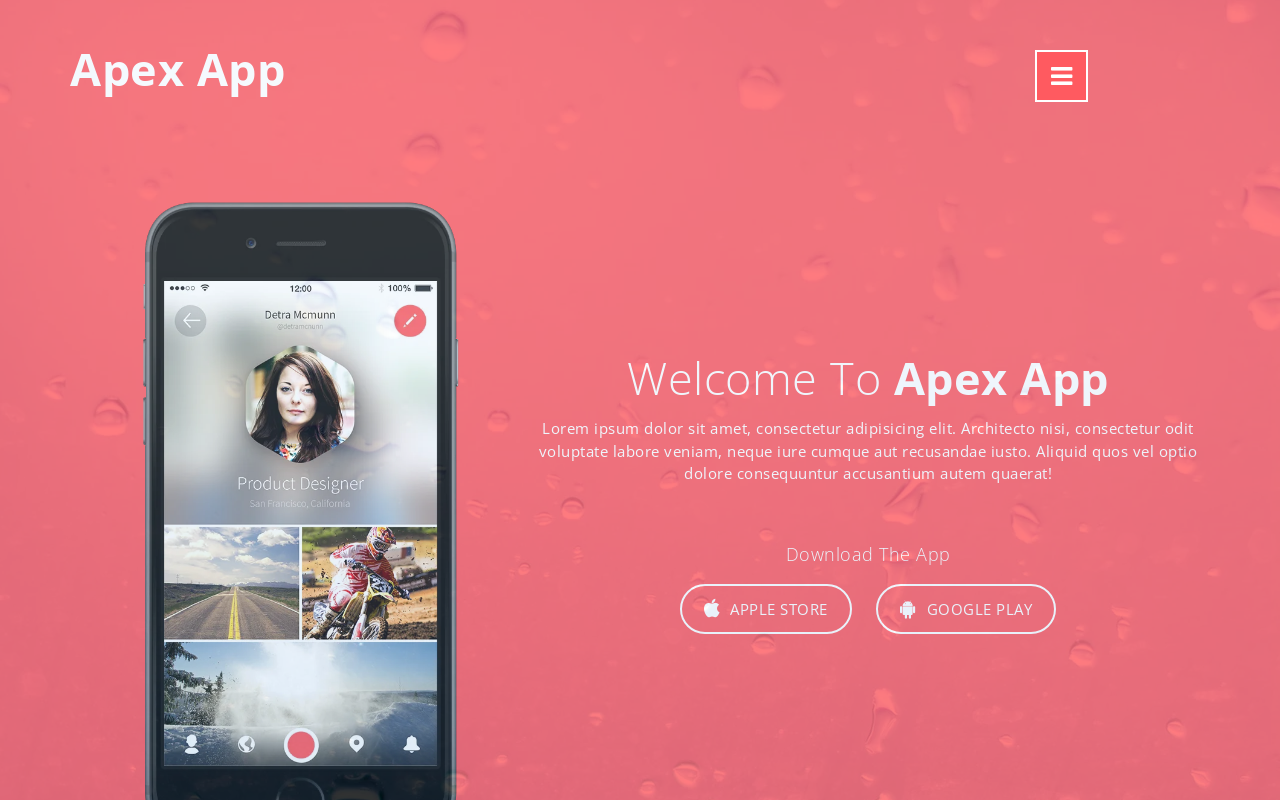 Apex App
12:00
100%
Detra Mcmunn
@detramcmunn
Product Designer
San Francisco, California
Welcome To Apex App
Lorem ipsum dolor sit amet, consectetur adipisicing elit. Architecto nisi, consectetur odit
voluptate labore veniam, neque iure cumque aut recusandae iusto. Aliquid quos vel optio
dolore consequuntur accusantium autem quaerat!
Download The App
APPLE STORE
GOOGLE PLAY